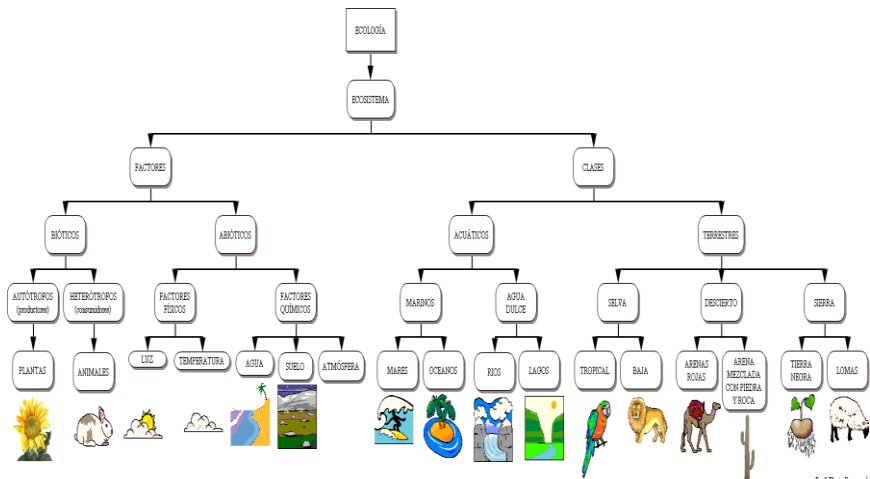 ECOLOGÍA
ECOSISTEMA
FACTORES
CLASES
BIÓTICOS
ABIÓTICOS
ACUÁTICOS
TERRESTRES
AUTÓTROFOS
(productores)
HETERÓTROFOS
(consumidores)
FACTORES
FÍSICOS
FACTORES
QUÍMICOS
MARINOS
AGUA
DULCE
SELVA
DESCIERTO
SIERRA
PLANTAS
ANIMALES
LUZ
TEMPERATURA
AGUA
SUELO
ATMÓSFERA
MARES
OCEANOS
RIOS
LAGOS
TROPICAL
BAJA
ARENAS
ROJAS
ARENA
MEZCLADA
CON PIEDRA
Y ROCA
TIERRA
NEGRA
LOMAS